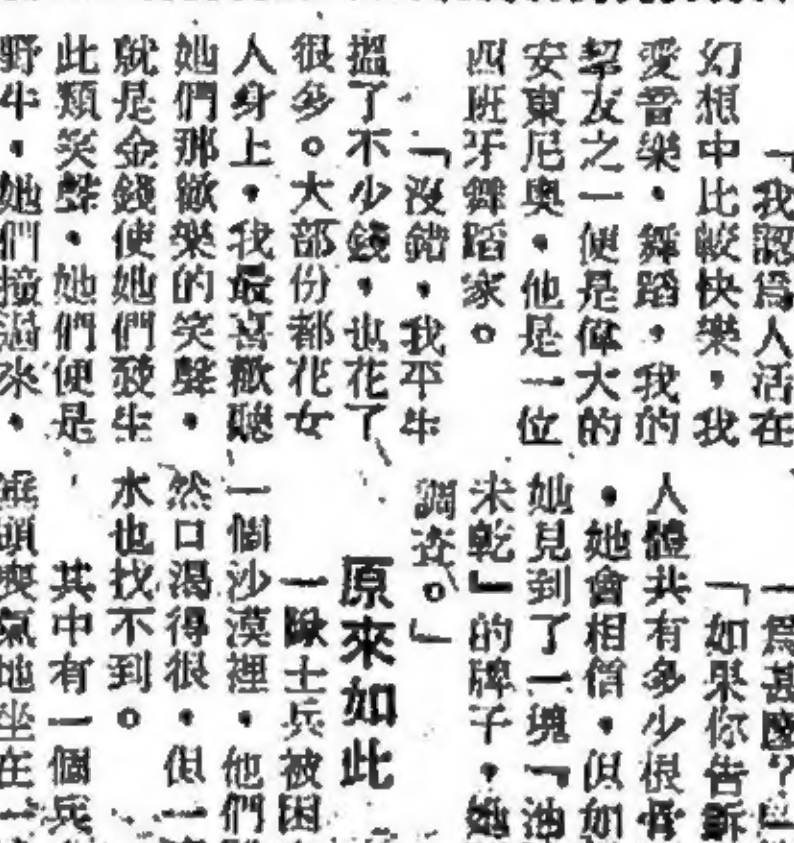 「我認爲人活在
幻想中比較快樂,我
愛音樂,舞蹈,我的
契友之一便是偉大的
安東尼奧,他是一位
西班牙舞蹈家。
「沒錯,我平生
搵了不少錢,也花了
很多。大部份都花女
人身上,我最喜歡聽
她們那歡樂的笑聲,
就是金錢使她們發生
此類笑聲,她們便是
野牛,她們撞過來,
「爲甚麽?」
「如果你告訴
人體共有多少根骨
,她會相信,但如
她見到了一塊「油
未乾」的牌子,她
調查。」
原來如此
一隊士兵被困
一個沙漠裡,他們
然口渴得很,但一
水也找不到。
其中有一個兵
垂頭喪氣地坐在一